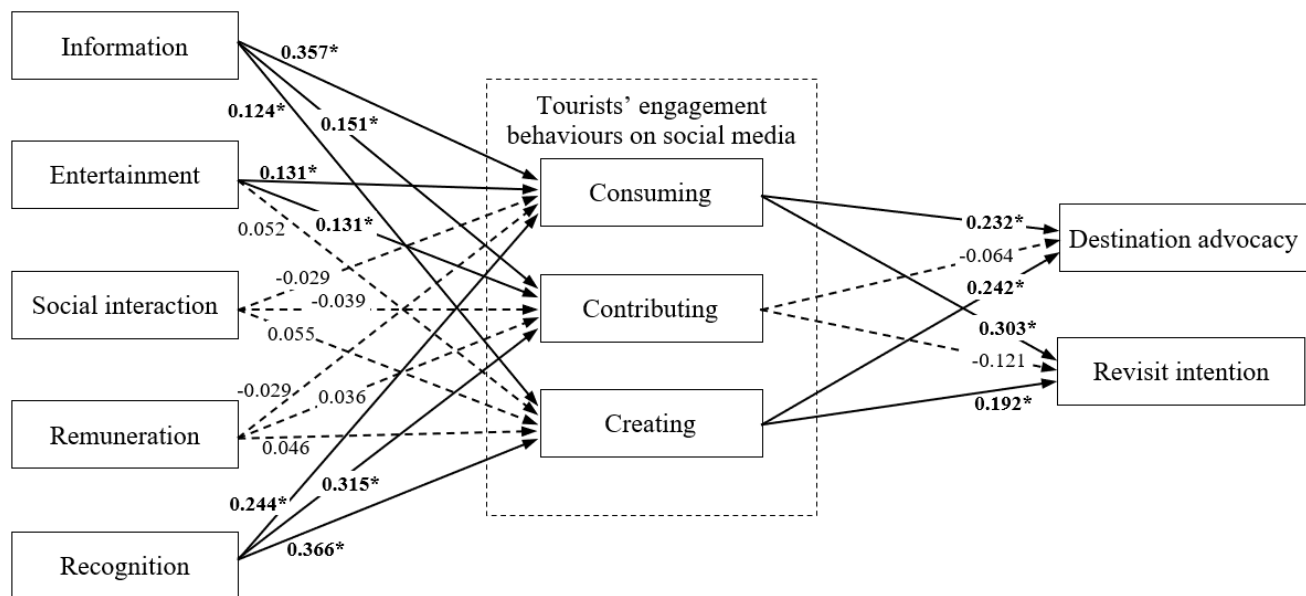 Information
0.357*
0.124*
0.151*
Tourists’ engagement
behaviours on social media
Entertainment
0.131*
0.131*
0.052
Consuming
0.232*
Destination advocacy
-0.064
0.242*
Social interaction
-0.029
-0.039
0.055
Contributing
0.303*
-0.121
Revisit intention
0.192*
Remuneration
-0.029
0.036
0.046
Creating
0.244*
0.315*
0.366*
Recognition